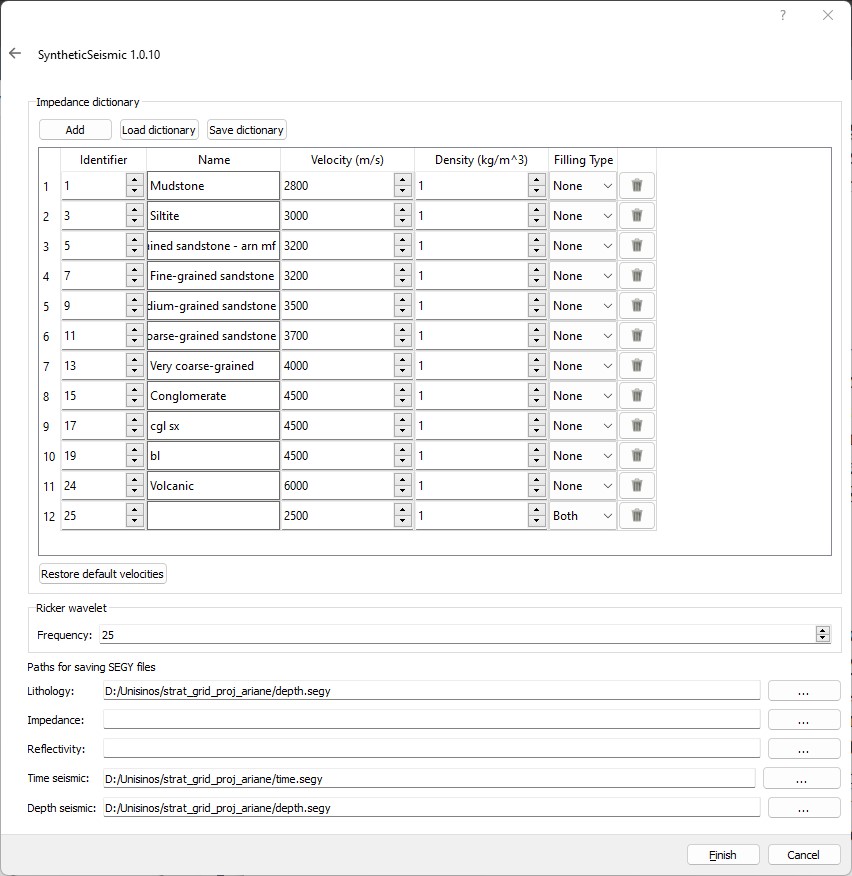 ?
SyntheticSeismic 1.0.10
Impedance dictionary
Add Load dictionary Save dictionary
Identifier Name Velocity (m/s) Density (kg/m^3) Filling Type
1 1 Mudstone 2800 1 None
2 3 Siltite 3000 1 None
3 5 ained sandstone - arn mf 3200 1 None
4 7 Fine-grained sandstone 3200 1 None
5 9 dium-grained sandstone 3500 1 None
6 11 oarse-grained sandstone 3700 1 None
7 13 Very coarse-grained 4000 1 None
8 15 Conglomerate 4500 1 None
9 17 cgl sx 4500 1 None
10 19 bl 4500 1 None
11 24 Volcanic 6000 1 None
12 25 2500 1 Both
Restore default velocities
Ricker wavelet
Frequency: 25
Paths for saving SEGY files
Lithology: D:/Unisinos/strat_grid_proj_ariane/depth.segy ...
Impedance: ...
Reflectivity: ...
Time seismic: D:/Unisinos/strat_grid_proj_ariane/time.segy ...
Depth seismic: D:/Unisinos/strat_grid_proj_ariane/depth.segy ...
Finish Cancel